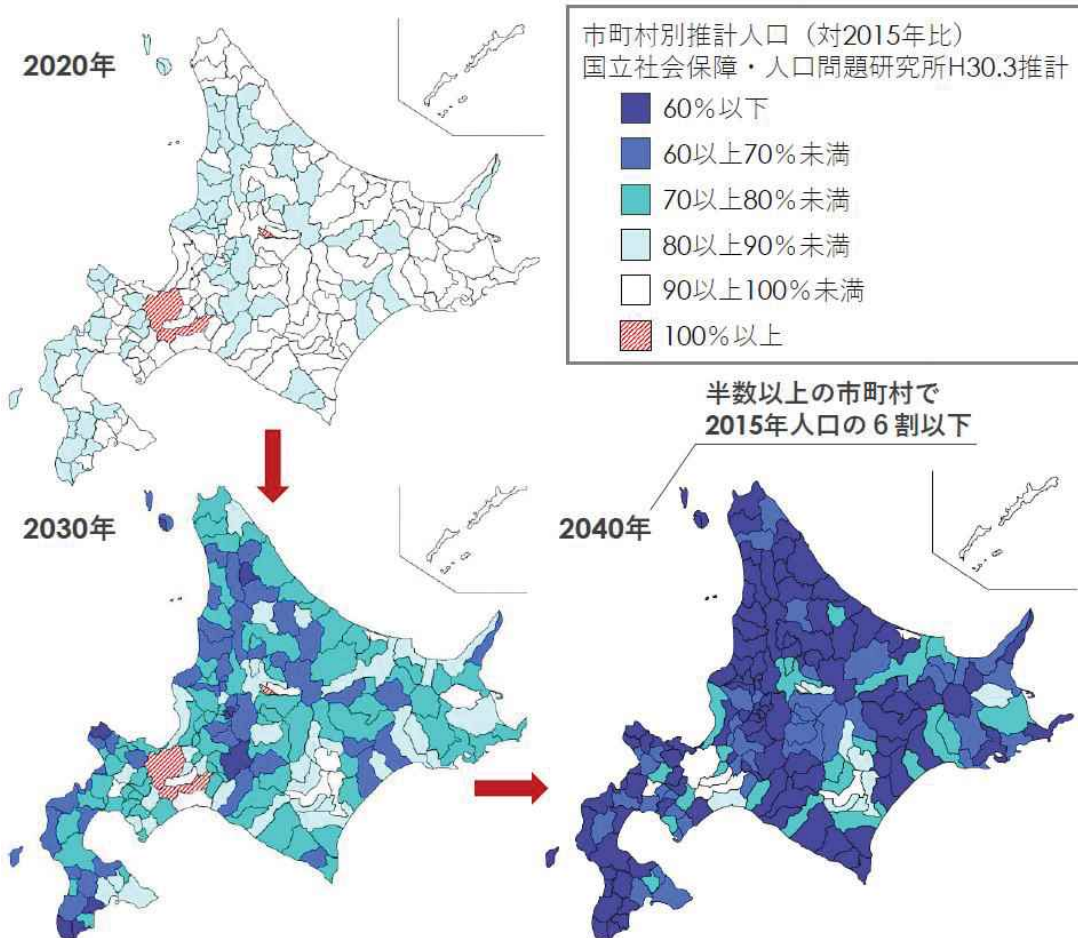 2020年
市町村別推計人口（対2015年比）
国立社会保障・人口問題研究所H30.3推計
60％以下
60以上70％未満
70以上80％未満
80以上90％未満
90以上100％未満
100％以上
半数以上の市町村で
2015年人口の６割以下
2030年
2040年